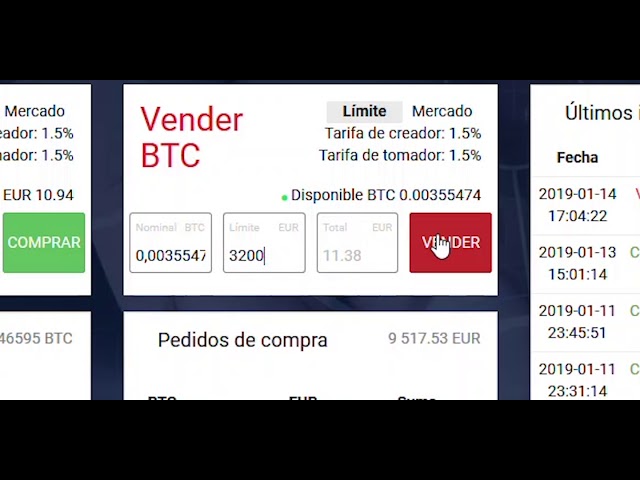 Mercado
eador: 1.5%
nador: 1.5%
EUR 10.94
COMPRAR
46595 BTC
Vender
BTC
Límite Mercado
Tarifa de creador: 1.5%
Tarifa de tomador: 1.5%
Disponible BTC 0.00355474
Nominal BTC
0,0035547
Límite EUR
3200
Total EUR
11.38
VENDER
Pedidos de compra 9 517.53 EUR
BTC EUR Suma
Últimos i
Fecha
2019-01-14 V
17:04:22
2019-01-13 C
15:01:14
2019-01-11 C
23:45:51
2019-01-11 C
23:31:14